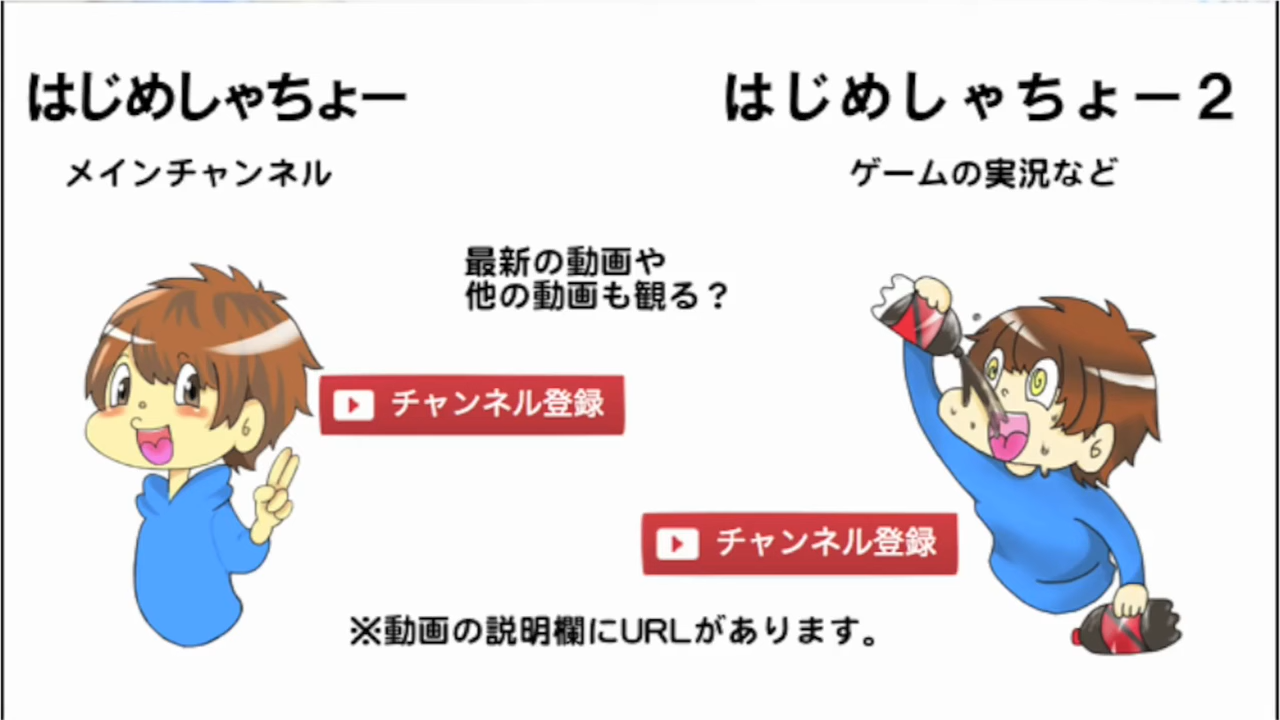 はじめしゃちょー
はじめしゃちょー２
メインチャンネル
ゲームの実況など
最新の動画や
他の動画も観る？
チャンネル登録
チャンネル登録
※動画の説明欄にURLがあります。